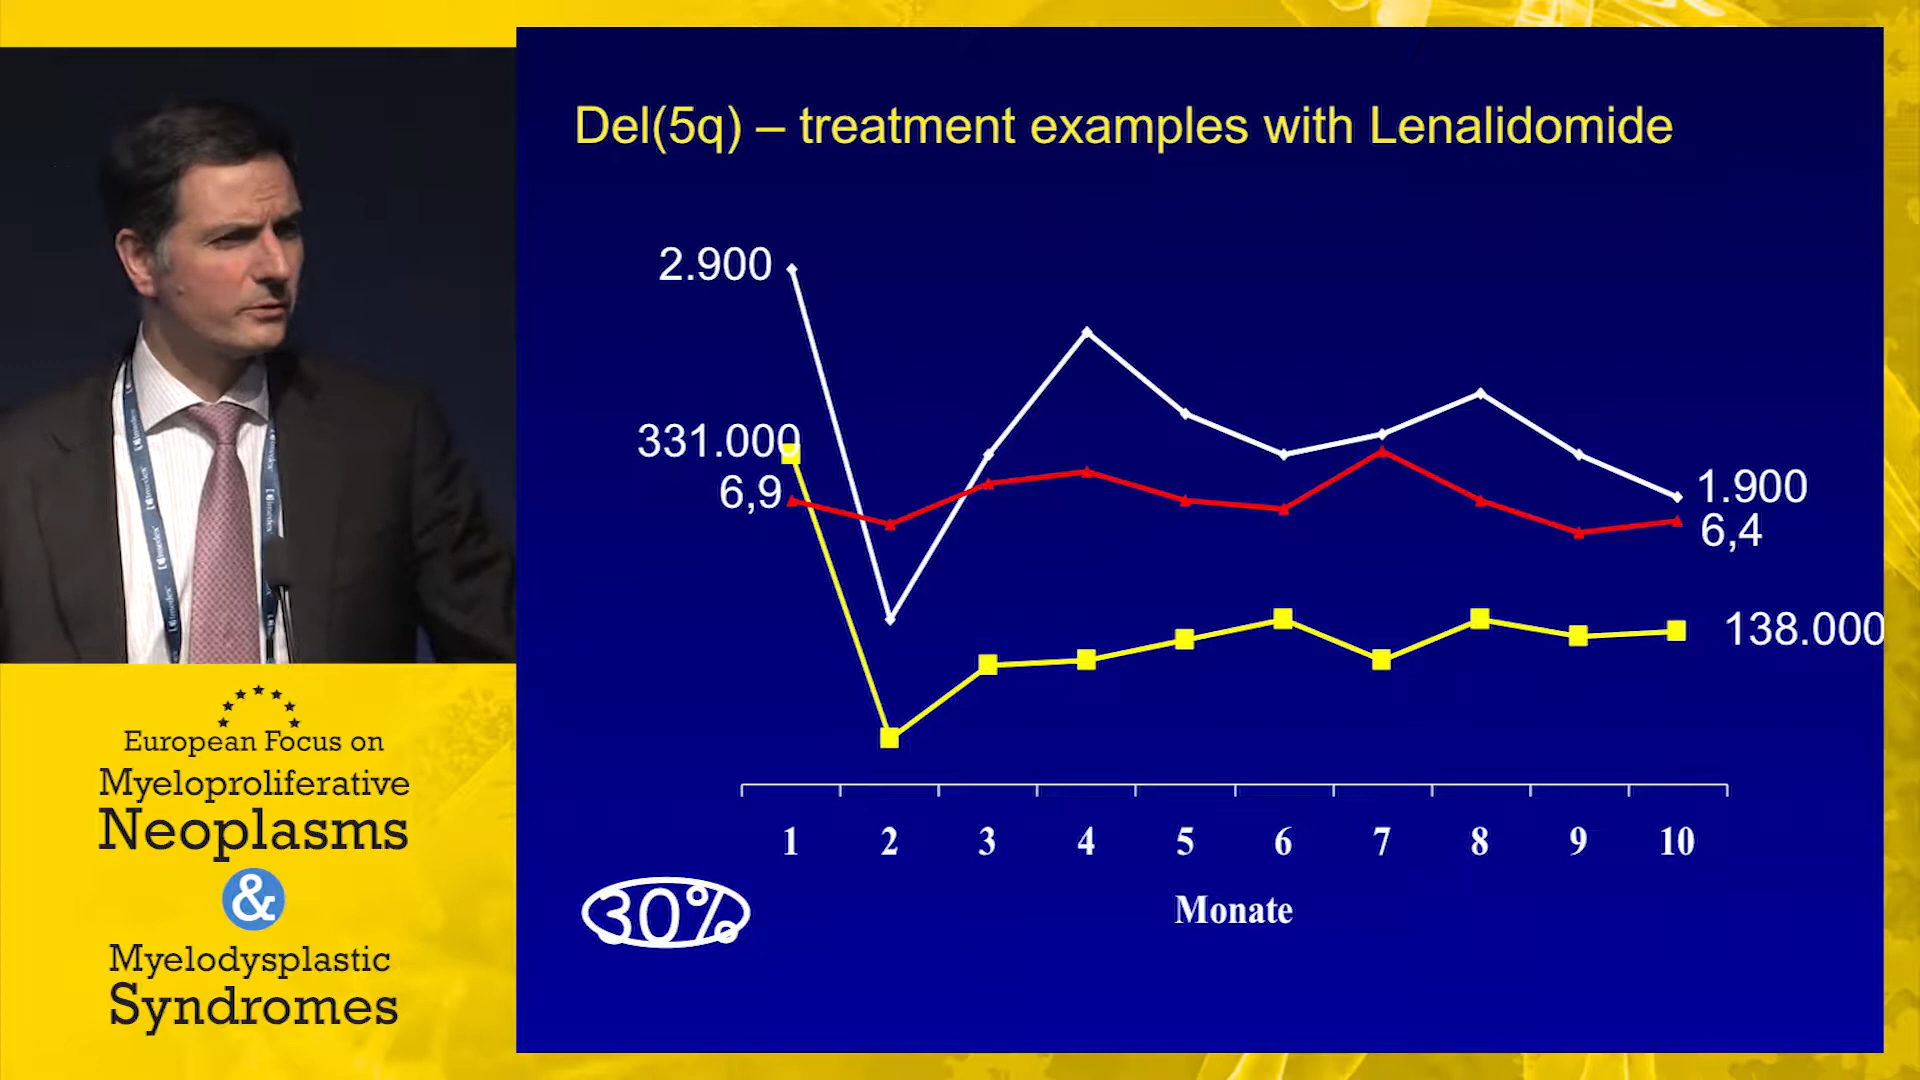 Del(5q) – treatment examples with Lenalidomide
2.900
331.000
6,9
1.900
6,4
138.000
1 2 3 4 5 6 7 8 9 10
Monate
30%
European Focus on
Myeloproliferative
Neoplasms
&
Myelodysplastic
Syndromes